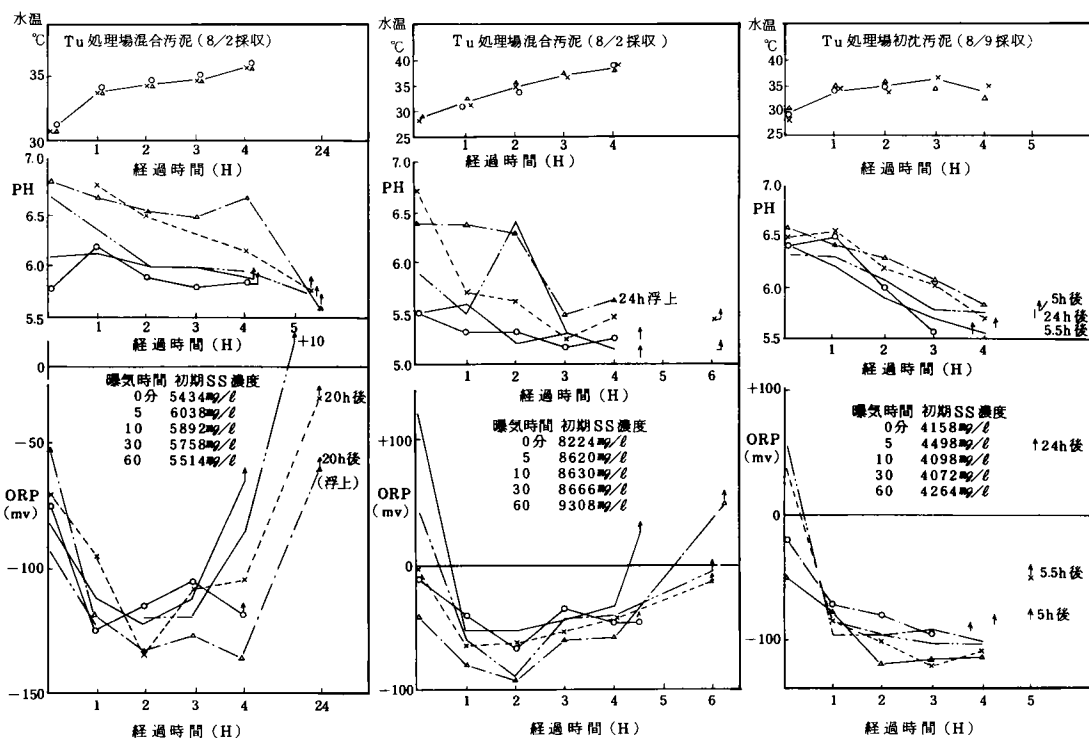 水温
℃
Tu処理場混合汚泥(8/2採収)
35
30
1
2
3
4
24
経過時間(H)
7.0
PH
6.5
6.0
5.5
1
2
3
4
5
24
経過時間(H)
+10
0
曝気時間 初期SS濃度
0分 5434mg/ℓ
5 6038mg/ℓ
10 5892mg/ℓ
30 5758mg/ℓ
60 5514mg/ℓ
20h後
20h後
(浮上)
-50
ORP
(mv)
-100
-150
1
2
3
4
24
経過時間(H)
水温
℃
Tu処理場混合汚泥(8/2採収)
40
35
30
25
1
2
3
4
経過時間(H)
7.0
PH
6.5
6.0
5.5
5.0
24h浮上
1
2
3
4
5
6
経過時間(H)
曝気時間 初期SS濃度
0分 8224mg/ℓ
5 8620mg/ℓ
10 8630mg/ℓ
30 8666mg/ℓ
60 9308mg/ℓ
+100
ORP
(mv)
0
-100
1
2
3
4
5
6
経過時間(H)
水温
℃
Tu処理場初沈汚泥(8/9採収)
40
35
30
25
1
2
3
4
5
経過時間(H)
7.0
PH
6.5
6.0
5.5
5h後
24h後
5.5h後
1
2
3
4
5
経過時間(H)
+100
曝気時間 初期SS濃度
0分 4158mg/ℓ
5 4498mg/ℓ
10 4098mg/ℓ
30 4072mg/ℓ
60 4264mg/ℓ
24h後
ORP
(mv)
0
5.5h後
5h後
-100
1
2
3
4
5
経過時間(H)